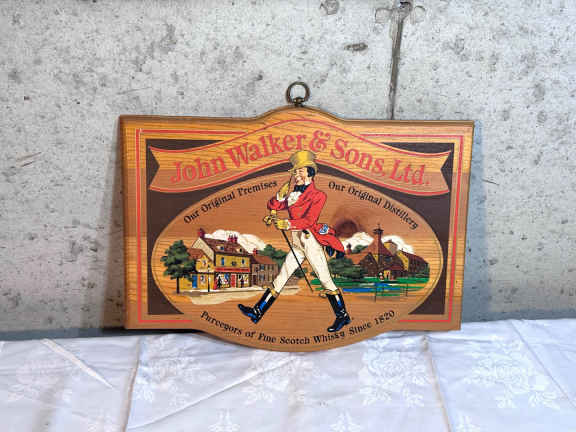 John Walker & Sons, Ltd.
Our Original Premises
Our Original Distillery
Purveyors of Fine Scotch Whisky Since 1820